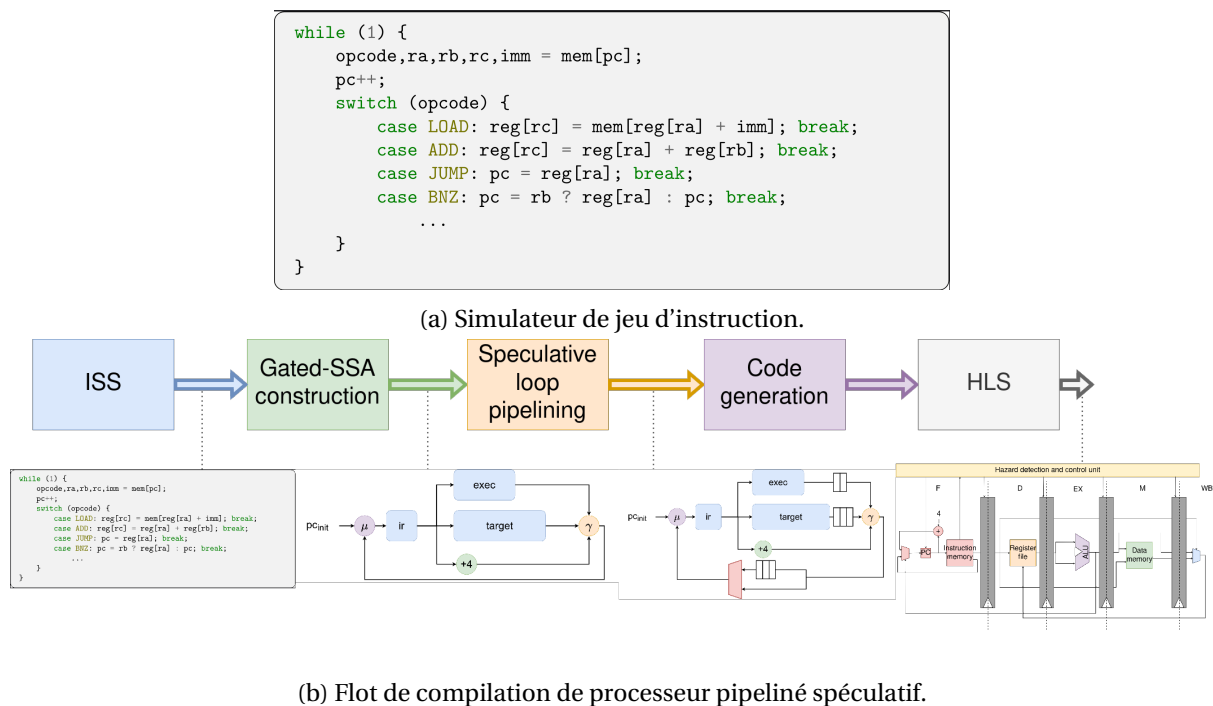 while (1) {
opcode,ra,rb,rc,imm = mem[pc];
pc++;
switch (opcode) {
case LOAD: reg[rc] = mem[reg[ra] + imm]; break;
case ADD: reg[rc] = reg[ra] + reg[rb]; break;
case JUMP: pc = reg[ra]; break;
case BNZ: pc = rb ? reg[ra] : pc; break;
...
}
}
(a) Simulateur de jeu d'instruction.
ISS
Gated-SSA
construction
Speculative
loop
pipelining
Code
generation
HLS
while (1) {
opcode,ra,rb,rc,imm = mem[pc];
pc++;
switch (opcode) {
case LOAD: reg[rc] = mem[reg[ra] + imm]; break;
case ADD: reg[rc] = reg[ra] + reg[rb]; break;
case JUMP: pc = reg[ra]; break;
case BNZ: pc = rb ? reg[ra] : pc; break;
...
}
}
pcinit
μ
ir
exec
target
+4
γ
pcinit
μ
ir
exec
target
+4
γ
Hazard detection and control unit
F
D
EX
M
WB
4
+
PC
Instruction
memory
Register
file
ALU
Data
memory
(b) Flot de compilation de processeur pipeliné spéculatif.